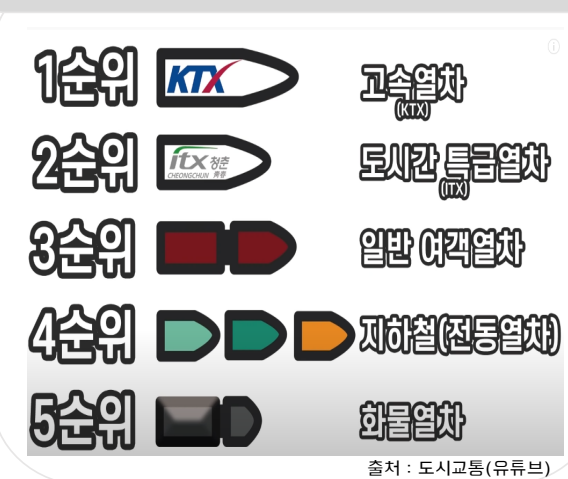 1순위 KTX 고속열차
(KTX)
2순위 itx 청춘 도시간 특급열차
CHEONGCHUN 靑春 (ITX)
3순위 일반 여객열차
4순위 지하철(전동열차)
5순위 화물열차
출처 : 도시교통(유튜브)